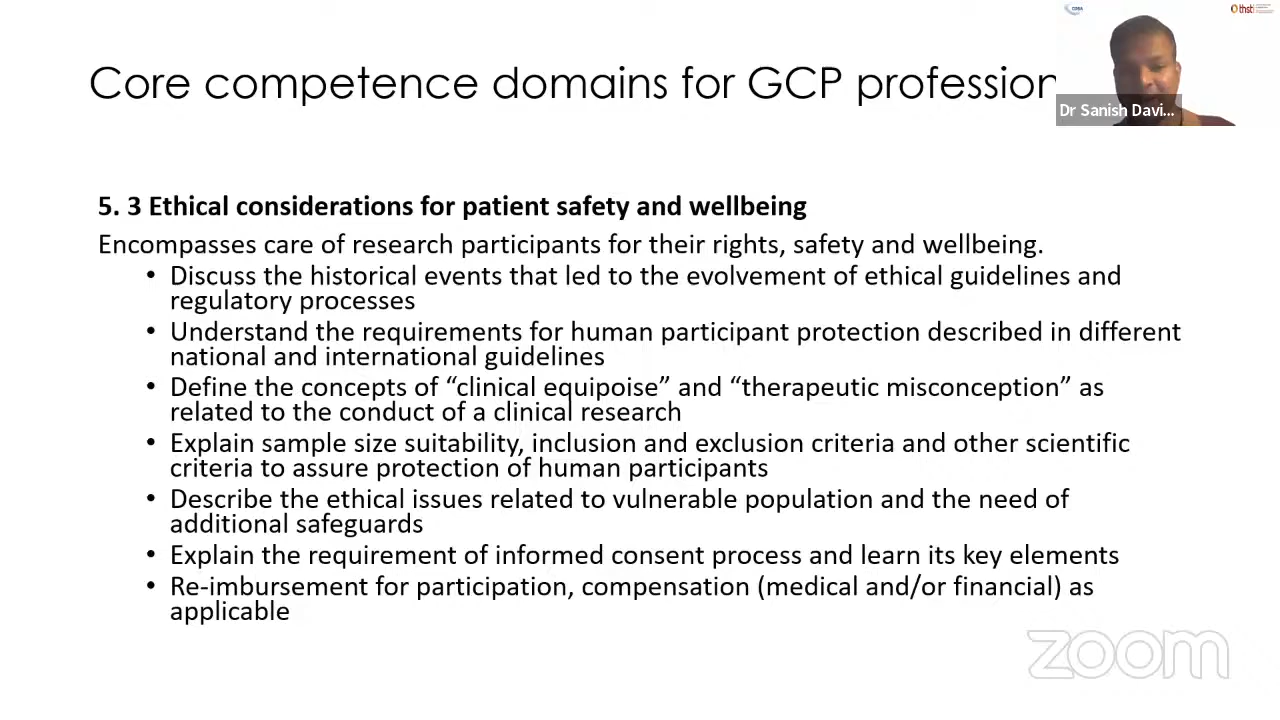 Core competence domains for GCP profession
Dr Sanish Davi...
thsti
5. 3 Ethical considerations for patient safety and wellbeing
Encompasses care of research participants for their rights, safety and wellbeing.
• Discuss the historical events that led to the evolvement of ethical guidelines and
regulatory processes
• Understand the requirements for human participant protection described in different
national and international guidelines
• Define the concepts of “clinical equipoise” and “therapeutic misconception” as
related to the conduct of a clinical research
• Explain sample size suitability, inclusion and exclusion criteria and other scientific
criteria to assure protection of human participants
• Describe the ethical issues related to vulnerable population and the need of
additional safeguards
• Explain the requirement of informed consent process and learn its key elements
• Re-imbursement for participation, compensation (medical and/or financial) as
applicable
zoom